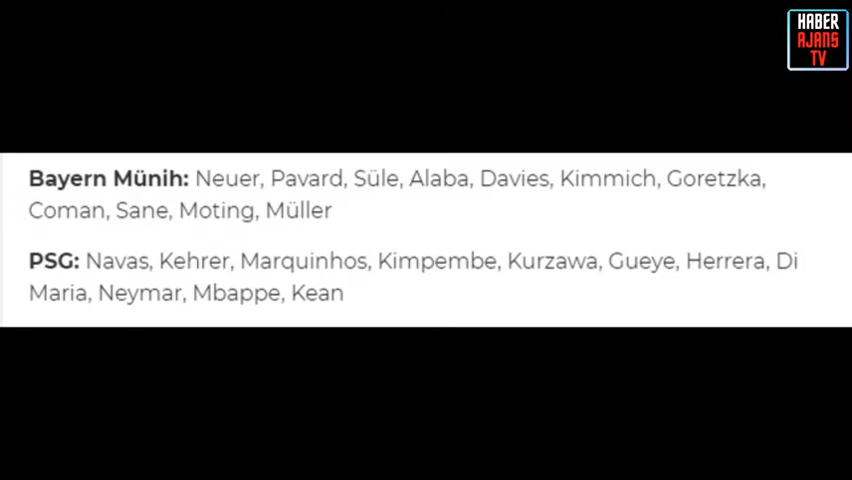 HABER
AJANS
TV
Bayern Münih: Neuer, Pavard, Süle, Alaba, Davies, Kimmich, Goretzka,
Coman, Sane, Moting, Müller
PSG: Navas, Kehrer, Marquinhos, Kimpembe, Kurzawa, Gueye, Herrera, Di
Maria, Neymar, Mbappe, Kean